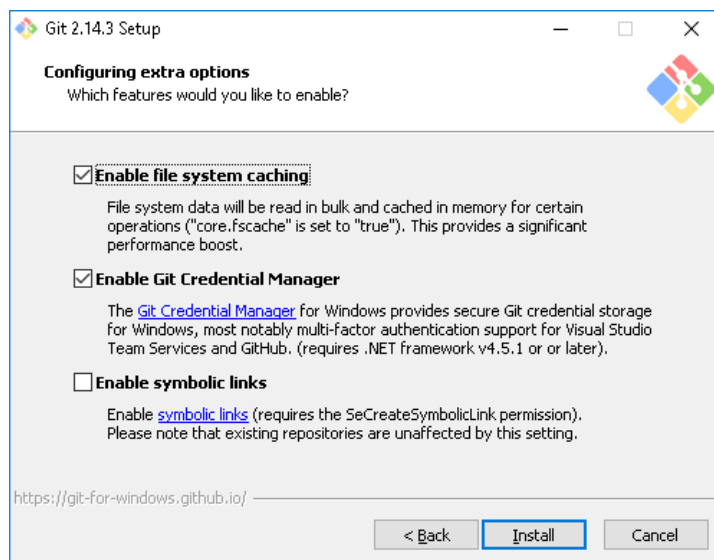 Git 2.14.3 Setup
Configuring extra options
Which features would you like to enable?
Enable file system caching
File system data will be read in bulk and cached in memory for certain
operations ("core.fscache" is set to "true"). This provides a significant
performance boost.
Enable Git Credential Manager
The Git Credential Manager for Windows provides secure Git credential storage
for Windows, most notably multi-factor authentication support for Visual Studio
Team Services and GitHub. (requires .NET framework v4.5.1 or or later).
Enable symbolic links
Enable symbolic links (requires the SeCreateSymbolicLink permission).
Please note that existing repositories are unaffected by this setting.
https://git-for-windows.github.io/
< Back Install Cancel